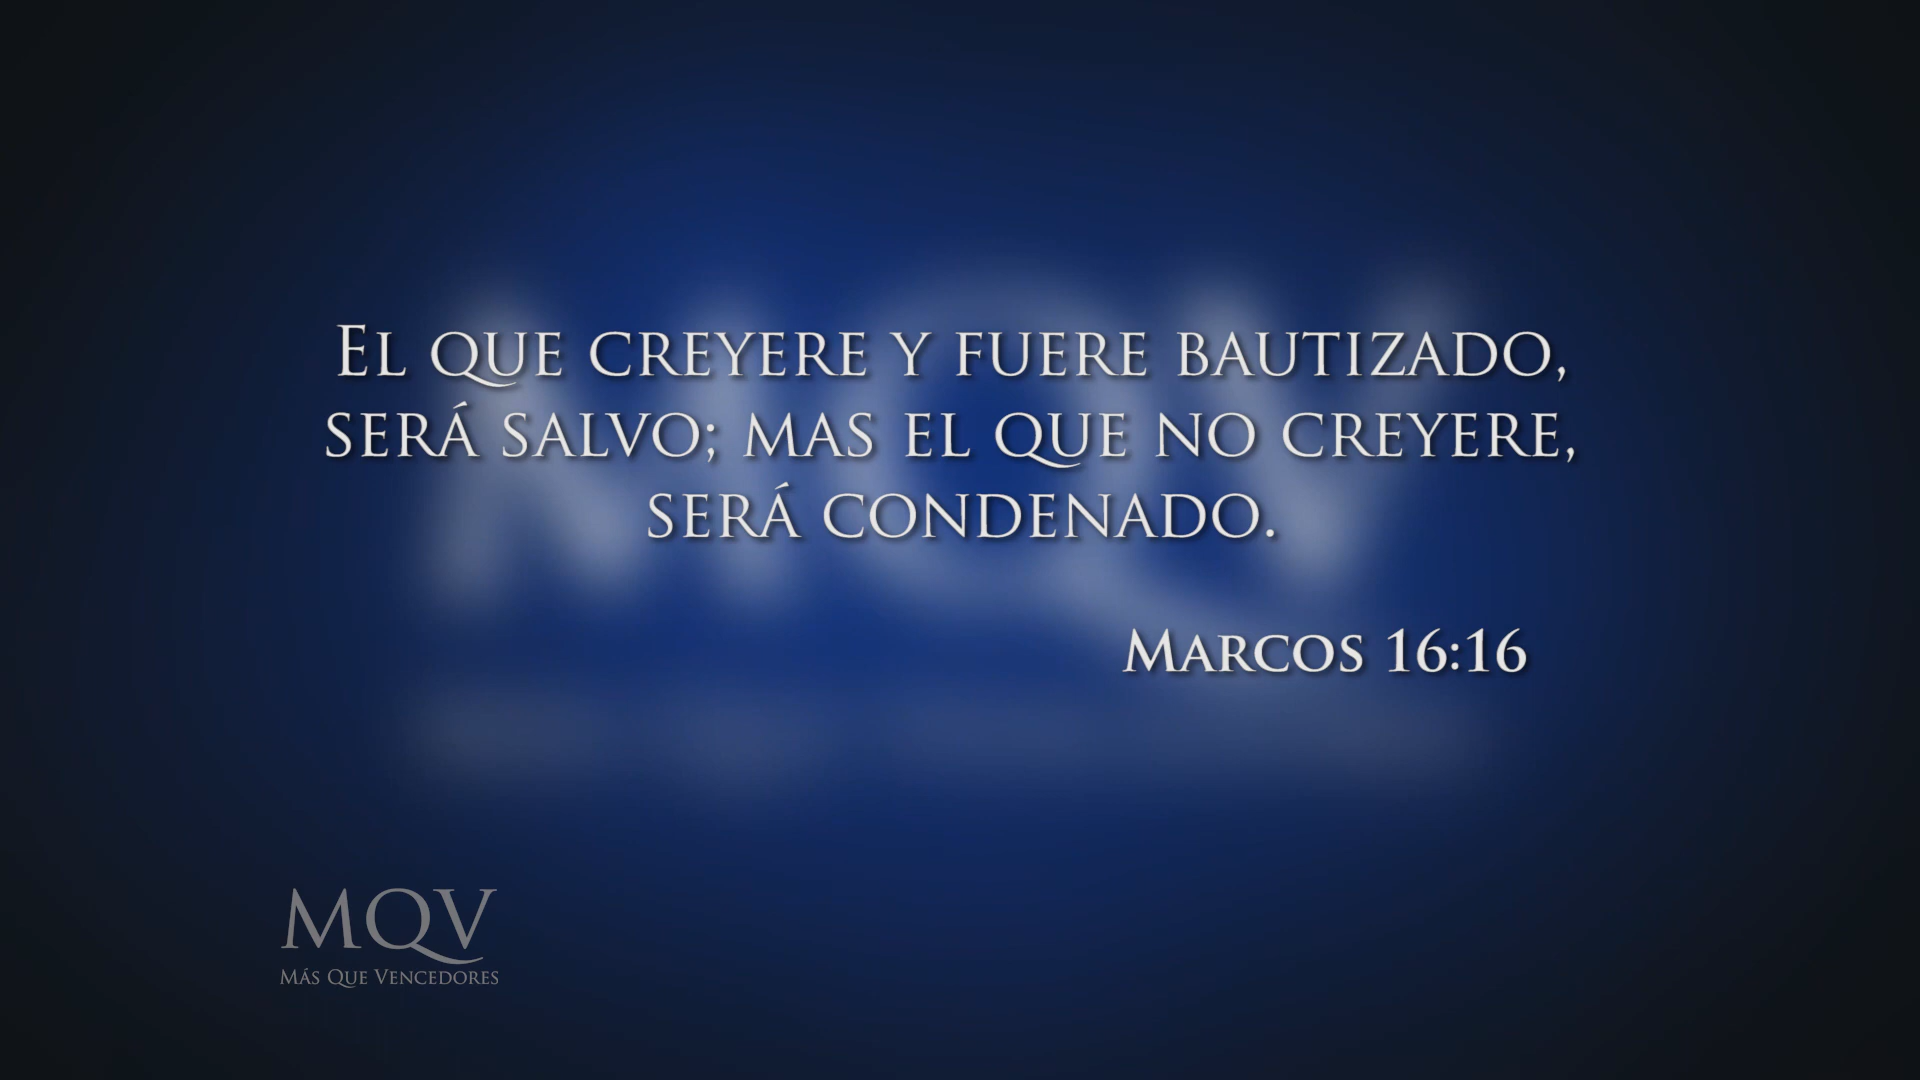 El que creyere y fuere bautizado,
será salvo; mas el que no creyere,
será condenado.
Marcos 16:16
MQV
Más Que Vencedores